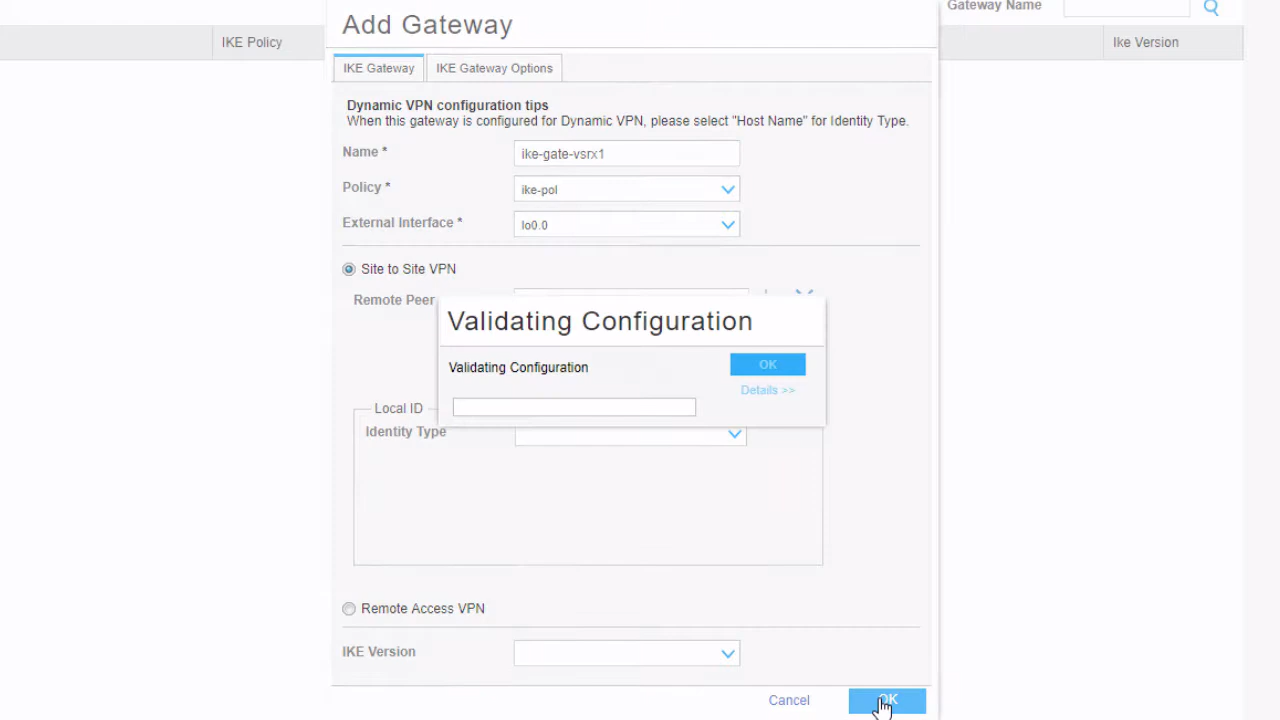 Add Gateway
Gateway Name
IKE Policy
Ike Version
IKE Gateway
IKE Gateway Options
Dynamic VPN configuration tips
When this gateway is configured for Dynamic VPN, please select "Host Name" for Identity Type.
Name * ike-gate-vsrx1
Policy * ike-pol
External Interface * lo0.0
Site to Site VPN
Remote Peer
Validating Configuration
Validating Configuration
OK
Details >>
Local ID
Identity Type
Remote Access VPN
IKE Version
Cancel
OK